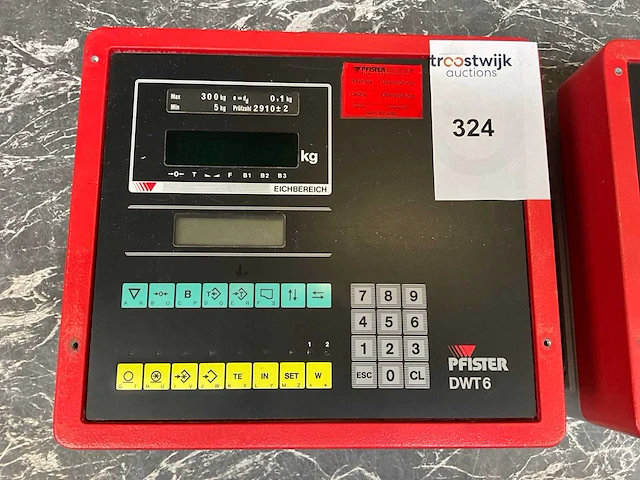 Max 300 kg e=dd 0,1 kg
Min 5 kg Prüfzahl 2910±2
kg
→0← T F B1 B2 B3
EICHBEREICH
PFISTER
troostwijk
auctions
324
B
7 8 9
4 5 6
1 2 3
ESC 0 CL
1 2
TE IN SET W
PFISTER
DWT6